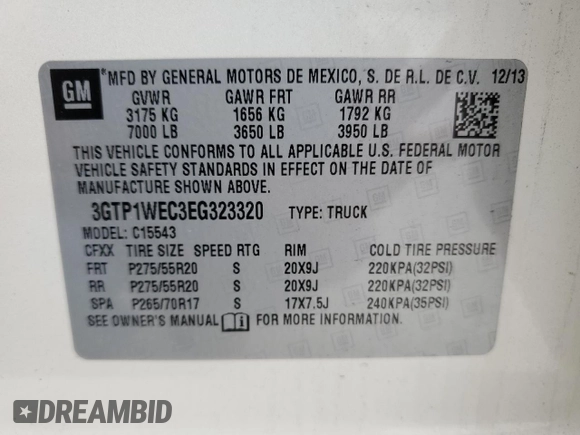 GM ® MFD BY GENERAL MOTORS DE MEXICO, S. DE R.L. DE C.V. 12/13
GVWR GAWR FRT GAWR RR
3175 KG 1656 KG 1792 KG
7000 LB 3650 LB 3950 LB
THIS VEHICLE CONFORMS TO ALL APPLICABLE U.S. FEDERAL MOTOR
VEHICLE SAFETY STANDARDS IN EFFECT ON THE DATE OF
MANUFACTURE SHOWN ABOVE.
3GTP1WEC3EG323320 TYPE: TRUCK
MODEL: C15543
CFXX TIRE SIZE SPEED RTG RIM COLD TIRE PRESSURE
FRT P275/55R20 S 20X9J 220KPA(32PSI)
RR P275/55R20 S 20X9J 220KPA(32PSI)
SPA P265/70R17 S 17X7.5J 240KPA(35PSI)
SEE OWNER'S MANUAL FOR MORE INFORMATION.
DREAMBID